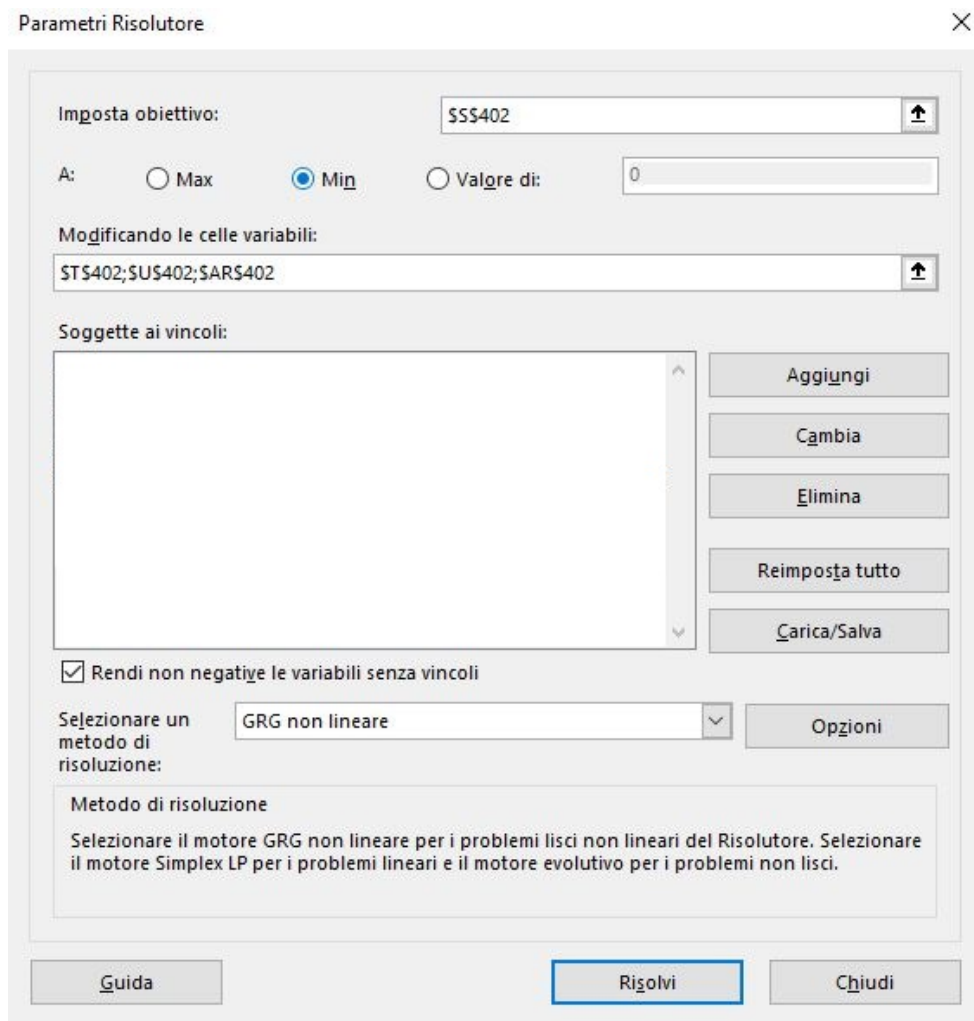 Parametri Risolutore
Imposta obiettivo:
$S$402
A:
Max
Min
Valore di:
0
Modificando le celle variabili:
$T$402;$U$402;$AR$402
Soggette ai vincoli:
Aggiungi
Cambia
Elimina
Reimposta tutto
Carica/Salva
Rendi non negative le variabili senza vincoli
Selezionare un
metodo di
risoluzione:
GRG non lineare
Opzioni
Metodo di risoluzione
Selezionare il motore GRG non lineare per i problemi lisci non lineari del Risolutore. Selezionare
il motore Simplex LP per i problemi lineari e il motore evolutivo per i problemi non lisci.
Guida
Risolvi
Chiudi